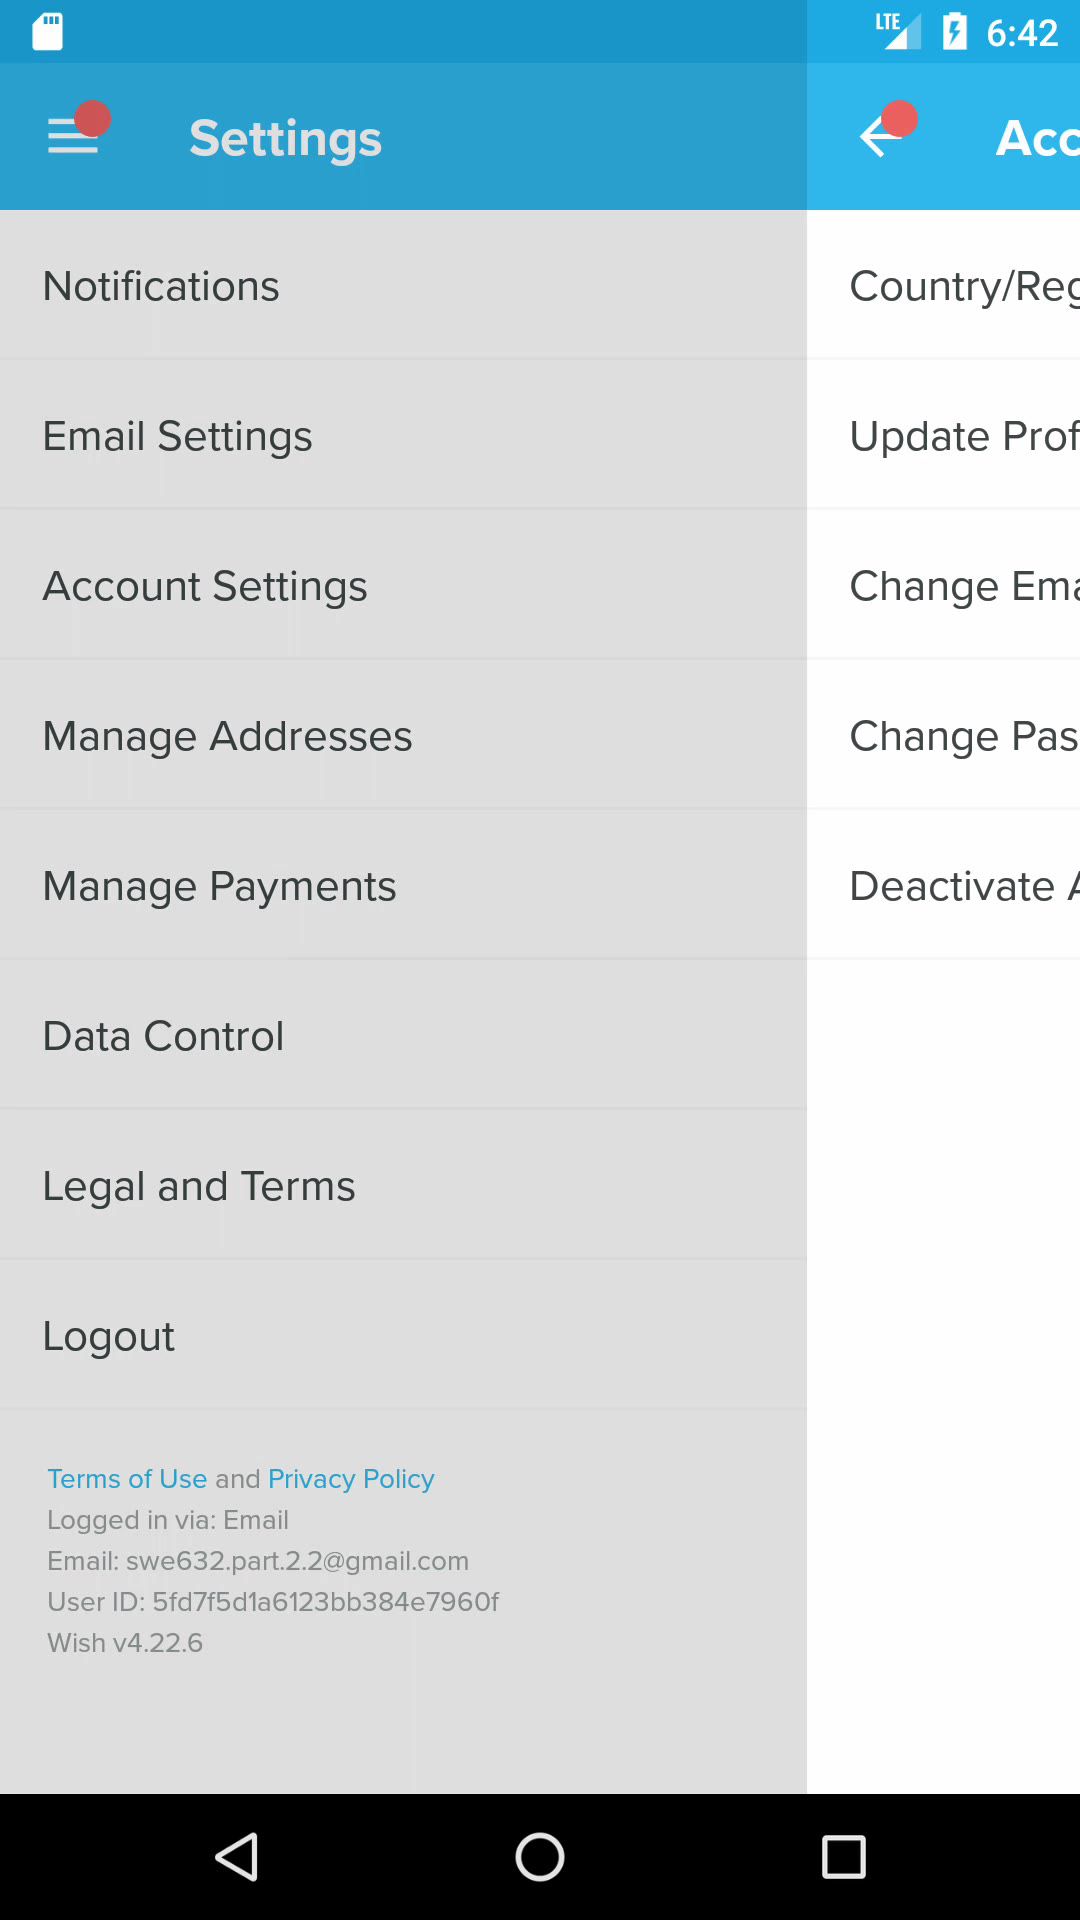 LTE 6:42
Settings
Acc
Notifications
Country/Reg
Email Settings
Update Prof
Account Settings
Change Ema
Manage Addresses
Change Pas
Manage Payments
Deactivate A
Data Control
Legal and Terms
Logout
Terms of Use and Privacy Policy
Logged in via: Email
Email: swe632.part.2.2@gmail.com
User ID: 5fd7f5d1a6123bb384e7960f
Wish v4.22.6